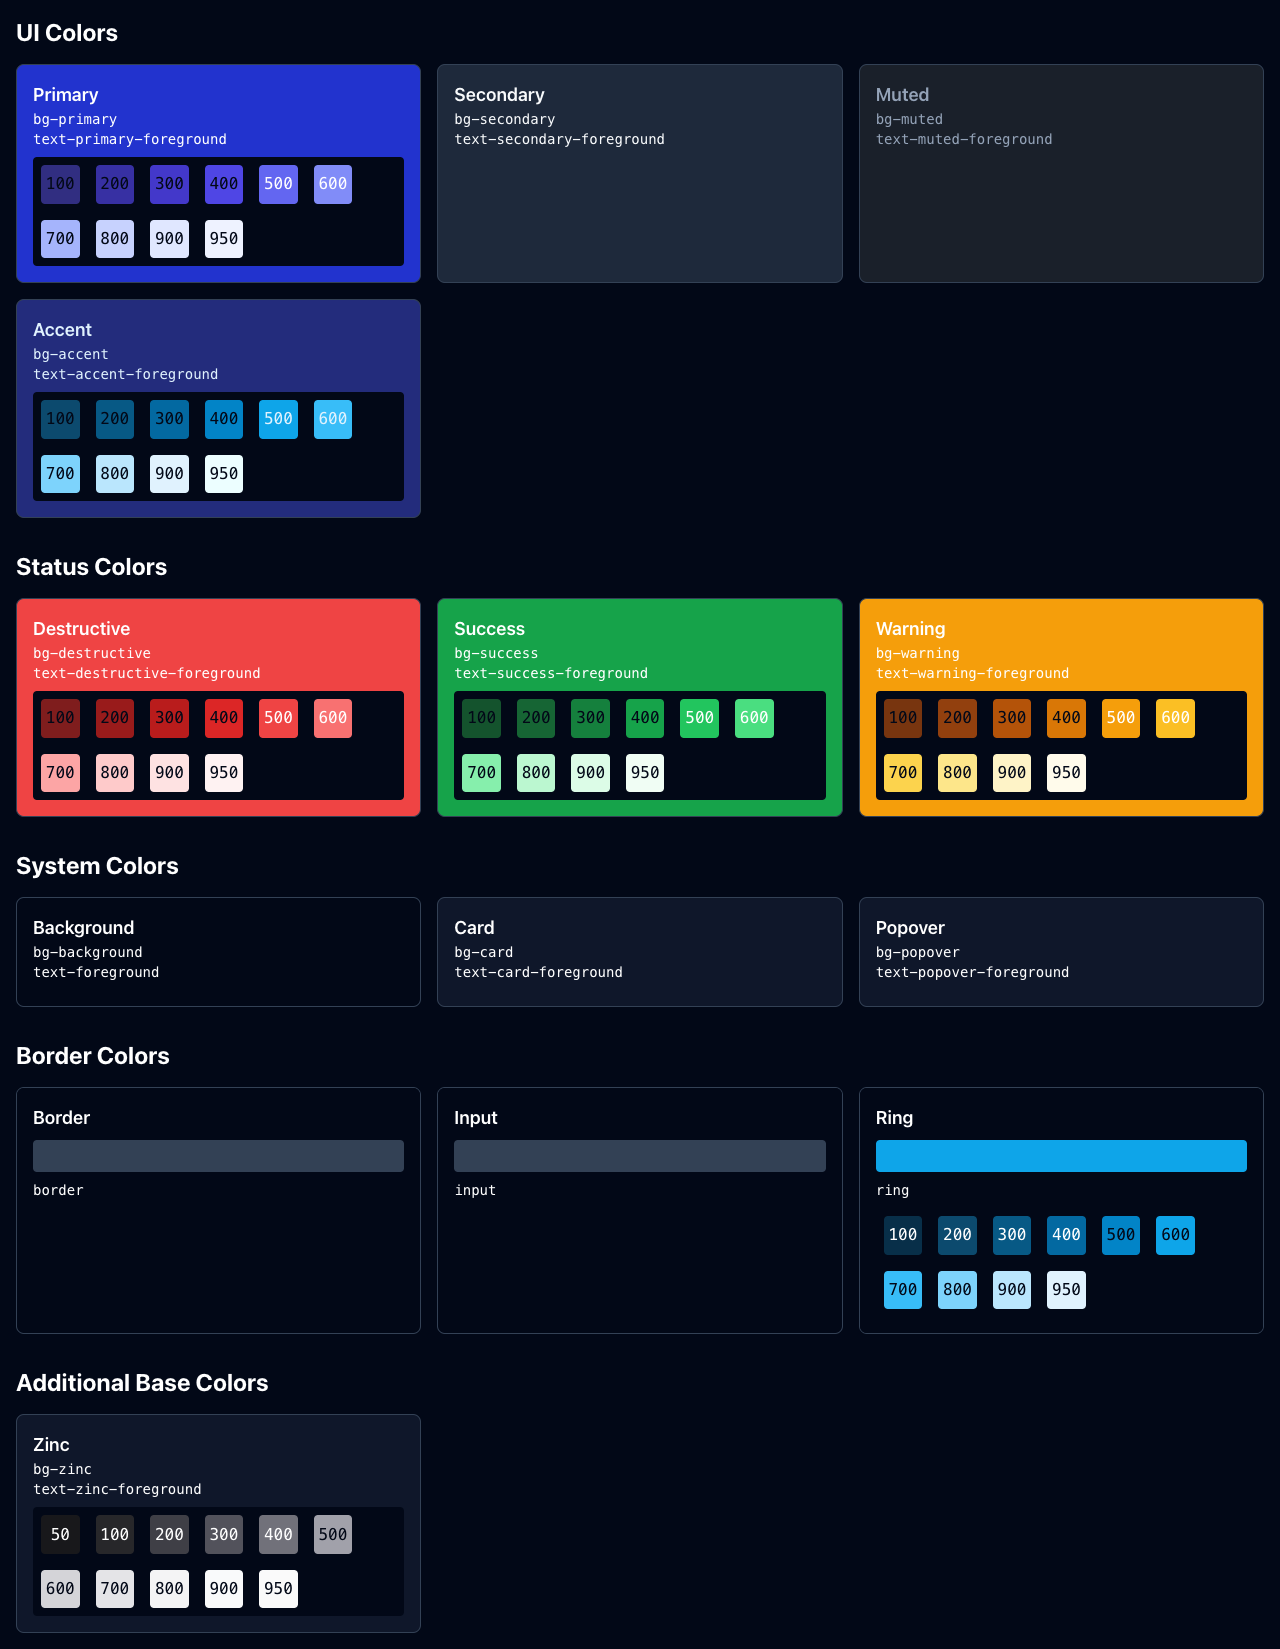 UI Colors
Primary
bg-primary
text-primary-foreground
100 200 300 400 500 600
700 800 900 950
Secondary
bg-secondary
text-secondary-foreground
Muted
bg-muted
text-muted-foreground
Accent
bg-accent
text-accent-foreground
100 200 300 400 500 600
700 800 900 950
Status Colors
Destructive
bg-destructive
text-destructive-foreground
100 200 300 400 500 600
700 800 900 950
Success
bg-success
text-success-foreground
100 200 300 400 500 600
700 800 900 950
Warning
bg-warning
text-warning-foreground
100 200 300 400 500 600
700 800 900 950
System Colors
Background
bg-background
text-foreground
Card
bg-card
text-card-foreground
Popover
bg-popover
text-popover-foreground
Border Colors
Border
border
Input
input
Ring
ring
100 200 300 400 500 600
700 800 900 950
Additional Base Colors
Zinc
bg-zinc
text-zinc-foreground
50 100 200 300 400 500
600 700 800 900 950